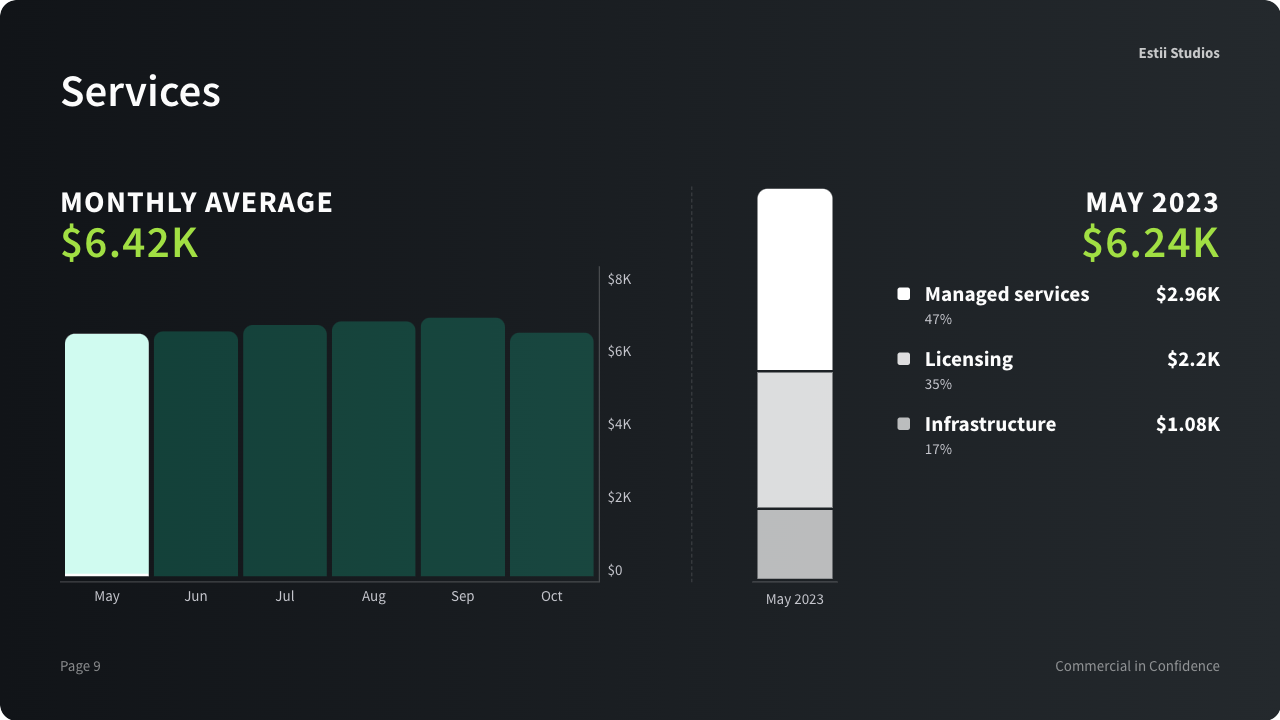 Estii Studios
Services
MONTHLY AVERAGE
$6.42K
$8K
$6K
$4K
$2K
$0
May Jun Jul Aug Sep Oct
MAY 2023
$6.24K
Managed services $2.96K
47%
Licensing $2.2K
35%
Infrastructure $1.08K
17%
May 2023
Page 9
Commercial in Confidence